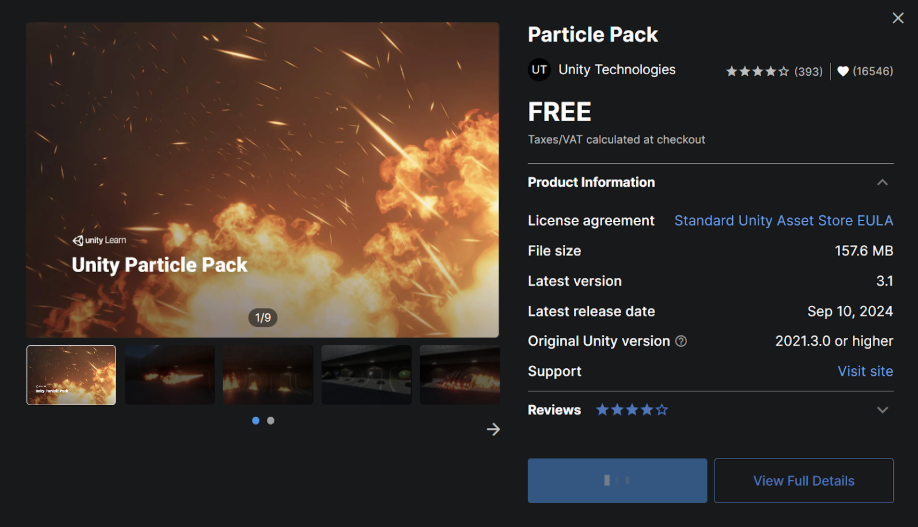 Particle Pack
UT Unity Technologies (393) (16546)
FREE
Taxes/VAT calculated at checkout
Product Information
License agreement Standard Unity Asset Store EULA
File size 157.6 MB
Latest version 3.1
Latest release date Sep 10, 2024
Original Unity version 2021.3.0 or higher
Support Visit site
Reviews
View Full Details
unity Learn
Unity Particle Pack
1/9
Unity Particle Pack